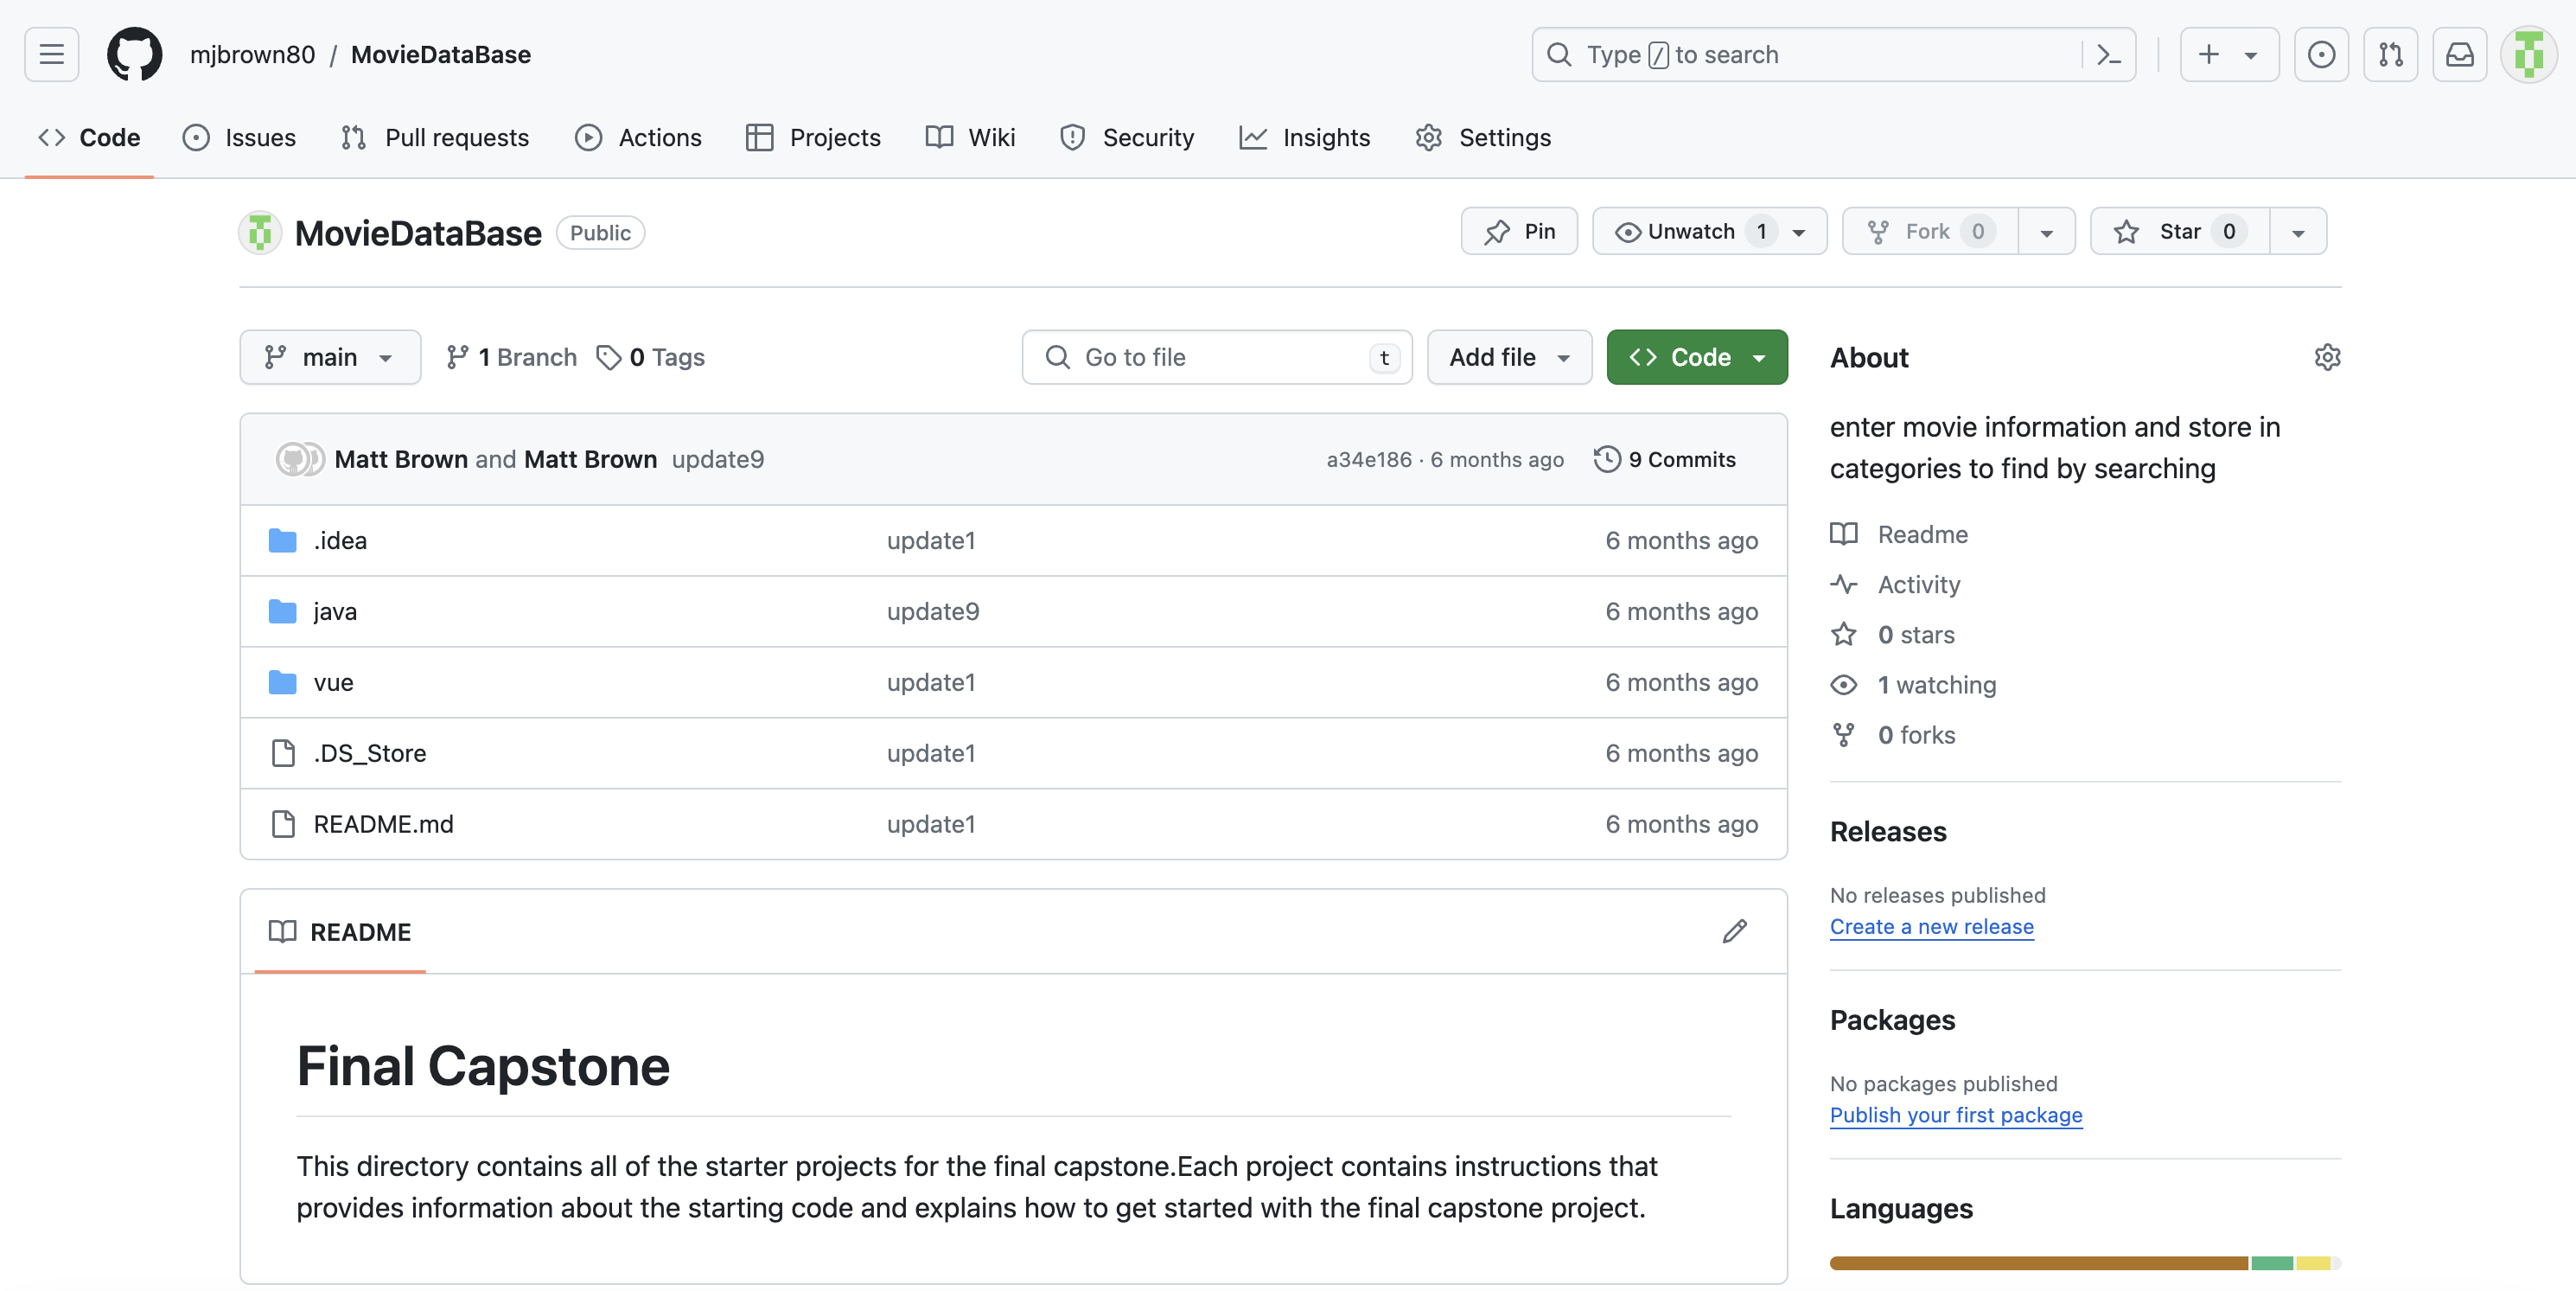 mjbrown80 / MovieDataBase
Type / to search
Code Issues Pull requests Actions Projects Wiki Security Insights Settings
MovieDataBase Public
Pin Unwatch 1 Fork 0 Star 0
main 1 Branch 0 Tags Go to file t Add file Code
Matt Brown and Matt Brown update9 a34e186 · 6 months ago 9 Commits
.idea update1 6 months ago
java update9 6 months ago
vue update1 6 months ago
.DS_Store update1 6 months ago
README.md update1 6 months ago
README
Final Capstone
This directory contains all of the starter projects for the final capstone.Each project contains instructions that
provides information about the starting code and explains how to get started with the final capstone project.
About
enter movie information and store in
categories to find by searching
Readme
Activity
0 stars
1 watching
0 forks
Releases
No releases published
Create a new release
Packages
No packages published
Publish your first package
Languages